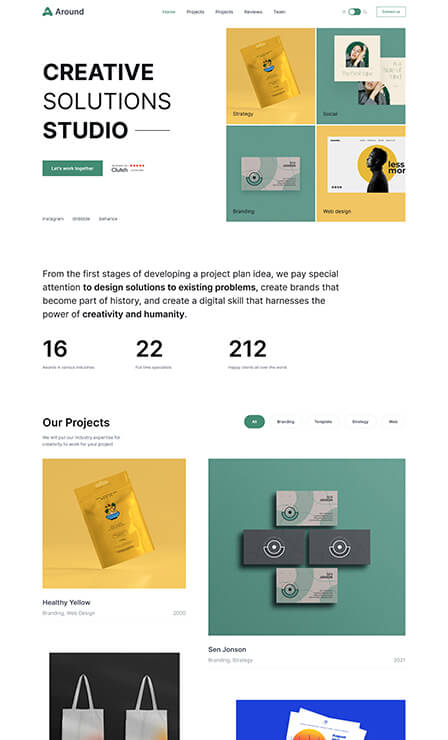 Around
Home
Projects
Projects
Reviews
Team
Contact us
CREATIVE
SOLUTIONS
STUDIO
Let's work together
Clutch
Strategy
Social
Branding
Web design
less
mor
instagram
dribbble
behance
From the first stages of developing a project plan idea, we pay special
attention to design solutions to existing problems, create brands that
become part of history, and create a digital skill that harnesses the
power of creativity and humanity.
16
22
212
Awards in various industries
Full time specialists
Happy clients all over the world
Our Projects
We will put our industry expertise for
creativity to work for your project
All
Branding
Template
Strategy
Web
SEN
JONSON
Healthy Yellow
Branding, Web Design
2020
Sen Jonson
Branding, Strategy
2021